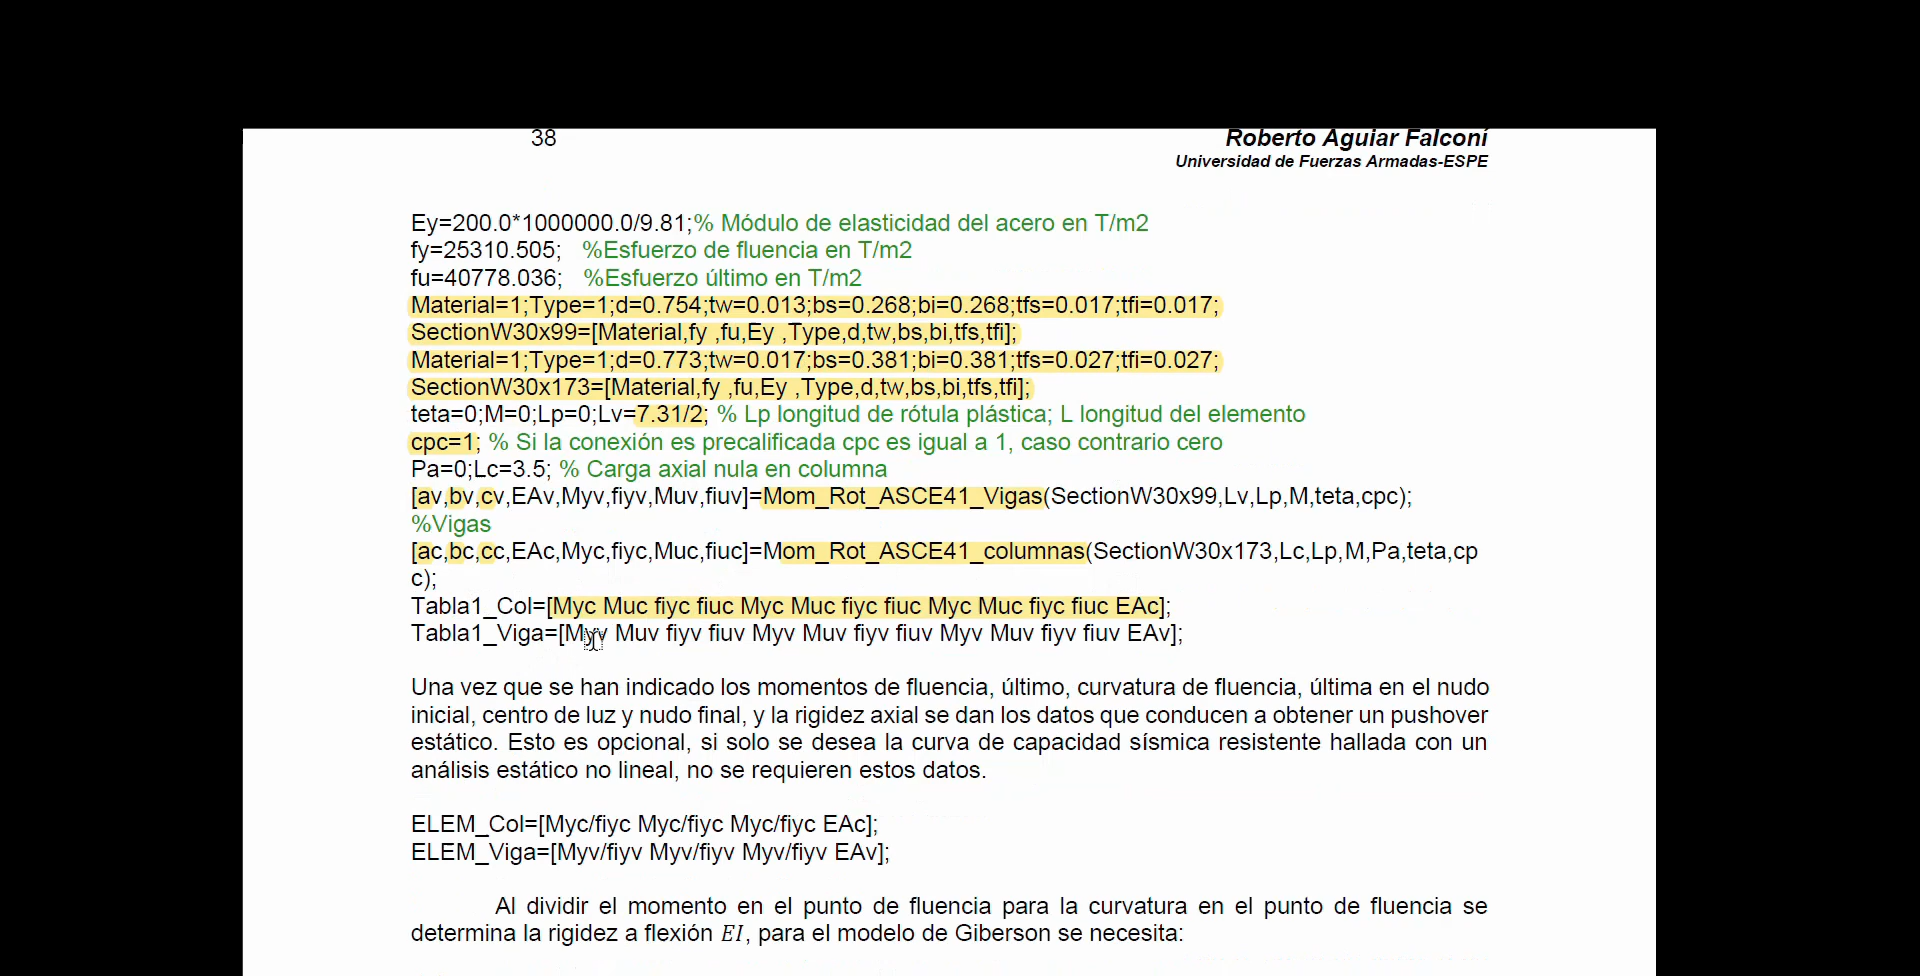 38
Roberto Aguiar Falconí
Universidad de Fuerzas Armadas-ESPE
Ey=200.0*1000000.0/9.81;% Módulo de elasticidad del acero en T/m2
fy=25310.505; %Esfuerzo de fluencia en T/m2
fu=40778.036; %Esfuerzo último en T/m2
Material=1;Type=1;d=0.754;tw=0.013;bs=0.268;bi=0.268;tfs=0.017;tfi=0.017;
SectionW30x99=[Material,fy ,fu,Ey ,Type,d,tw,bs,bi,tfs,tfi];
Material=1;Type=1;d=0.773;tw=0.017;bs=0.381;bi=0.381;tfs=0.027;tfi=0.027;
SectionW30x173=[Material,fy ,fu,Ey ,Type,d,tw,bs,bi,tfs,tfi];
teta=0;M=0;Lp=0;Lv=7.31/2; % Lp longitud de rótula plástica; L longitud del elemento
cpc=1; % Si la conexión es precalificada cpc es igual a 1, caso contrario cero
Pa=0;Lc=3.5; % Carga axial nula en columna
[av,bv,cv,EAv,Myv,fiyv,Muv,fiuv]=Mom_Rot_ASCE41_Vigas(SectionW30x99,Lv,Lp,M,teta,cpc);
%Vigas
[ac,bc,cc,EAc,Myc,fiyc,Muc,fiuc]=Mom_Rot_ASCE41_columnas(SectionW30x173,Lc,Lp,M,Pa,teta,cp
c);
Tabla1_Col=[Myc Muc fiyc fiuc Myc Muc fiyc fiuc Myc Muc fiyc fiuc EAc];
Tabla1_Viga=[Myv Muv fiyv fiuv Myv Muv fiyv fiuv Myv Muv fiyv fiuv EAv];
Una vez que se han indicado los momentos de fluencia, último, curvatura de fluencia, última en el nudo
inicial, centro de luz y nudo final, y la rigidez axial se dan los datos que conducen a obtener un pushover
estático. Esto es opcional, si solo se desea la curva de capacidad sísmica resistente hallada con un
análisis estático no lineal, no se requieren estos datos.
ELEM_Col=[Myc/fiyc Myc/fiyc Myc/fiyc EAc];
ELEM_Viga=[Myv/fiyv Myv/fiyv Myv/fiyv EAv];
Al dividir el momento en el punto de fluencia para la curvatura en el punto de fluencia se
determina la rigidez a flexión EI, para el modelo de Giberson se necesita: